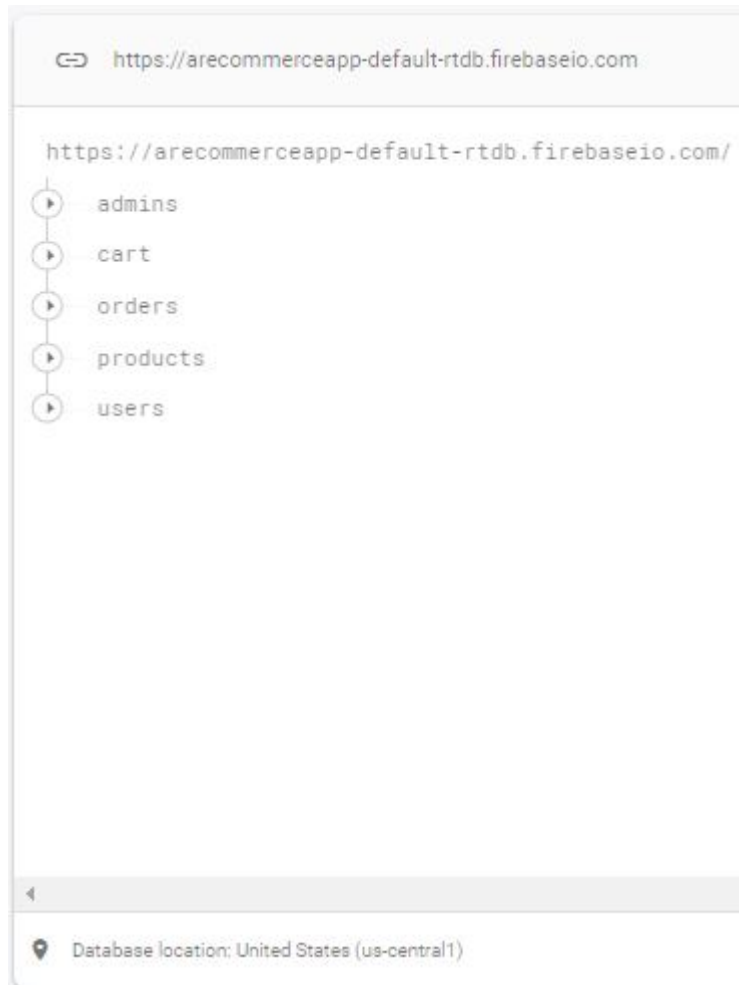 https://arecommerceapp-default-rtdb.firebaseio.com
https://arecommerceapp-default-rtdb.firebaseio.com/
admins
cart
orders
products
users
Database location: United States (us-central1)